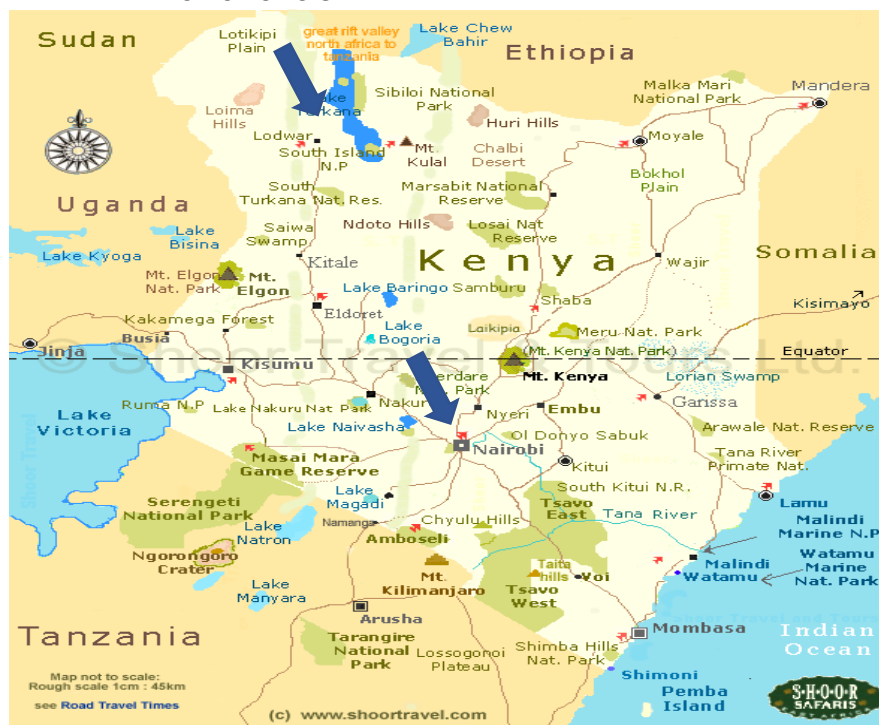 Sudan
Lotikipi
Plain
great rift valley
north africa to
tanzania
Lake Chew
Bahir
Ethiopia
Malka Mari
National Park
Mandera
Sibiloi National
Park
Loima
Hills
Lake
Turkana
Huri Hills
Lodwar
South Island
N.P
Mt
Kulal
Chalbi
Desert
Moyale
Bokhol
Plain
Uganda
South
Turkana Nat. Res.
Marsabit National
Reserve
Lake
Bisina
Saiwa
Swamp
Ndoto Hills
Losai Nat
Reserve
Lake Kyoga
Kenya
Somalia
Kitale
Wajir
Mt. Elgon
Nat. Park
Mt.
Elgon
Lake Baringo
Samburu
Shaba
Kisimayo
Eldoret
Kakamega Forest
Lake
Bogoria
Laikipia
Meru Nat. Park
Busia
Jinja
(Mt. Kenya Nat. Park)
Equator
© Shoor Travel & Tours Ltd.
Kisumu
Mt. Kenya
Lorian Swamp
Aberdare
Nat. Park
Nakuru
Ruma N.P
Lake Nakuru Nat Park
Nyeri
Embu
Garissa
Lake
Victoria
Lake Naivasha
Ol Donyo Sabuk
Arawale Nat. Reserve
Nairobi
Masai Mara
Game Reserve
Kitui
Tana River
Primate Nat.
South Kitui N.R.
Serengeti
National Park
Lake
Magadi
Tsavo
East
Tana River
Lamu
Namanga
Chyulu Hills
Malindi
Marine N.P
Lake
Natron
Amboseli
Ngorongoro
Crater
Taita
hills
Voi
Malindi
Watamu
Watamu
Marine
Nat. Park
Mt.
Kilimanjaro
Tsavo
West
Lake
Manyara
Arusha
Mombasa
Tanzania
Tarangire
National
Park
Lossogonoi
Plateau
Shimba Hills
Nat. Park
Indian
Ocean
Shimoni
Pemba
Island
Map not to scale:
Rough scale 1cm : 45km
see Road Travel Times
(c) www.shoortravel.com
SHOOR
SAFARIS